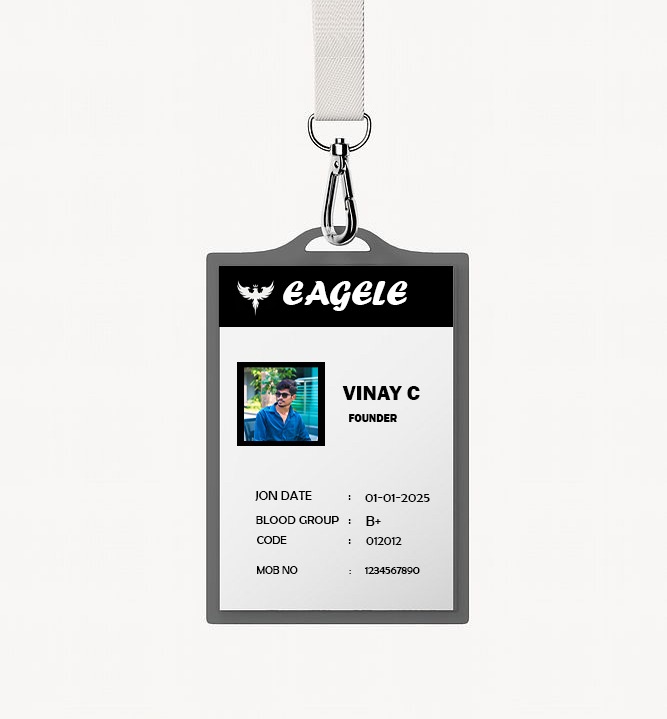 EAGELE
VINAY C
FOUNDER
JON DATE : 01-01-2025
BLOOD GROUP : B+
CODE : 012012
MOB NO : 1234567890